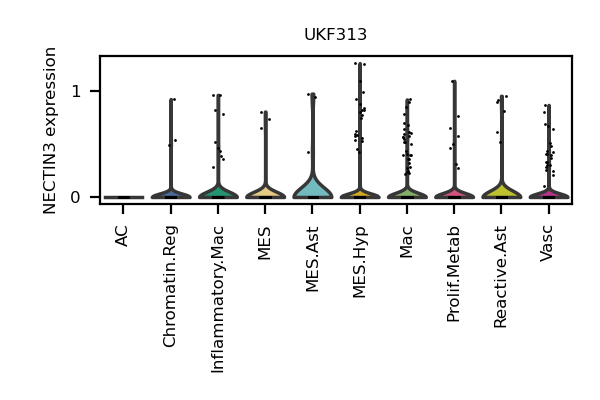 UKF313
NECTIN3 expression
1
0
AC
Chromatin.Reg
Inflammatory.Mac
MES
MES.Ast
MES.Hyp
Mac
Prolif.Metab
Reactive.Ast
Vasc